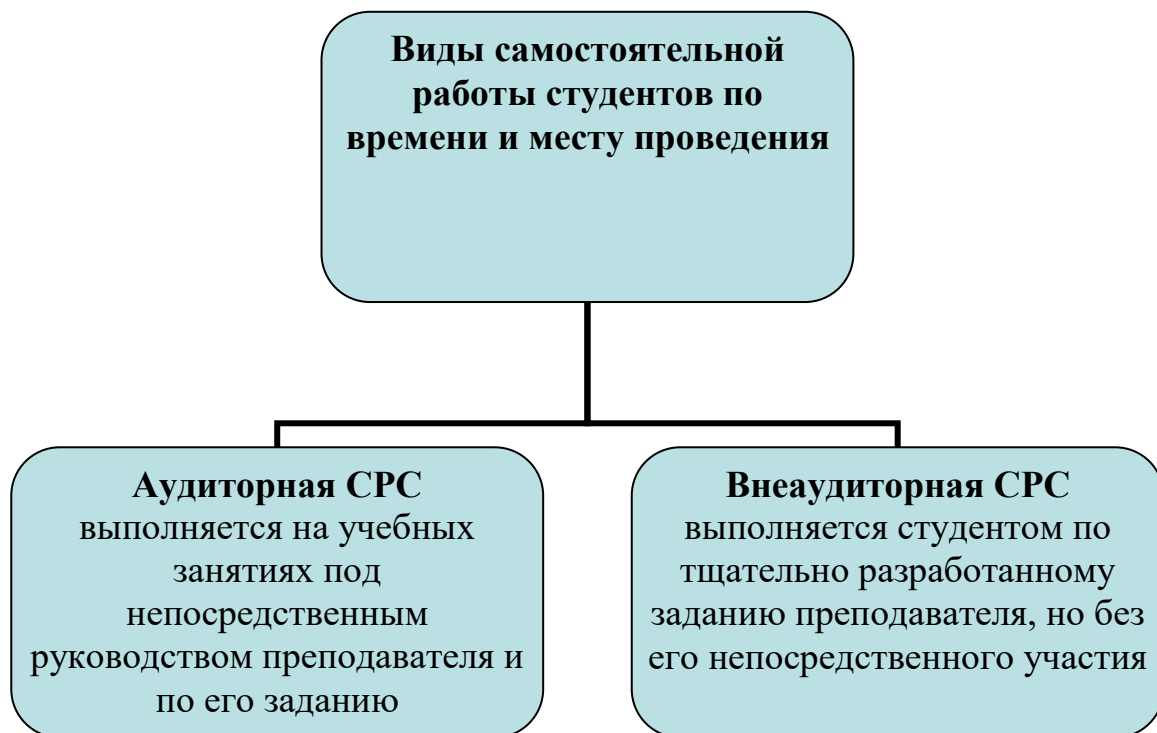 Виды самостоятельной
работы студентов по
времени и месту проведения
Аудиторная СРС
выполняется на учебных
занятиях под
непосредственным
руководством преподавателя и
по его заданию
Внеаудиторная СРС
выполняется студентом по
тщательно разработанному
заданию преподавателя, но без
его непосредственного участия